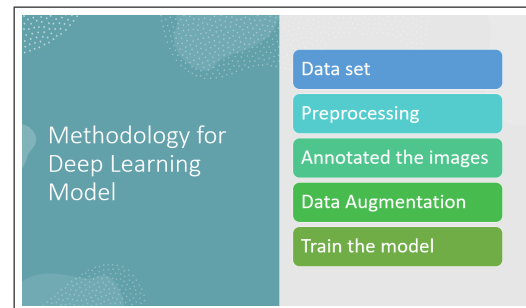 Methodology for
Deep Learning
Model
Data set
Preprocessing
Annotated the images
Data Augmentation
Train the model